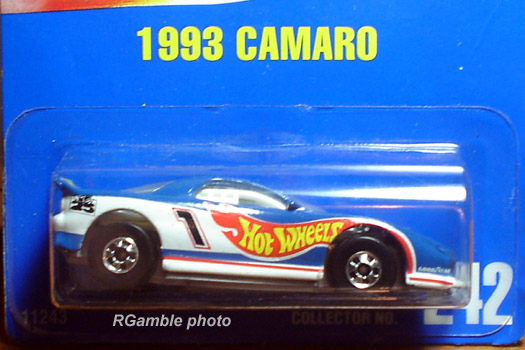 1993 CAMARO
1
HOT WHEELS
GOODYEAR
11243
COLLECTOR NO.
242
RGamble photo